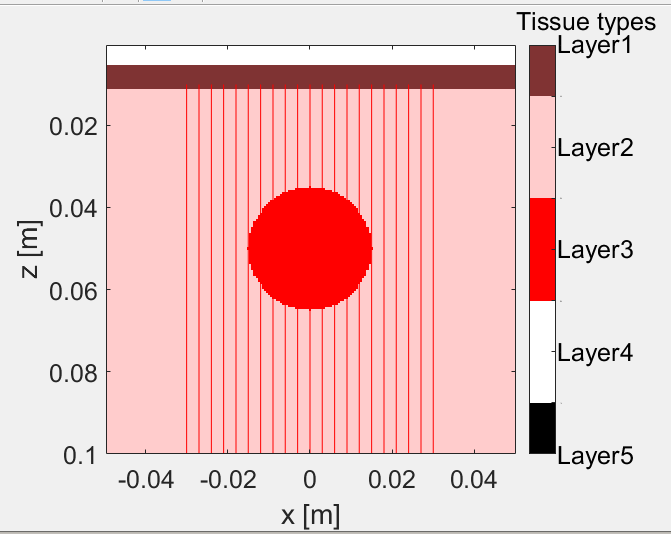 Tissue types
Layer1
Layer2
Layer3
Layer4
Layer5
0.02
0.04
0.06
0.08
0.1
z [m]
-0.04
-0.02
0
0.02
0.04
x [m]